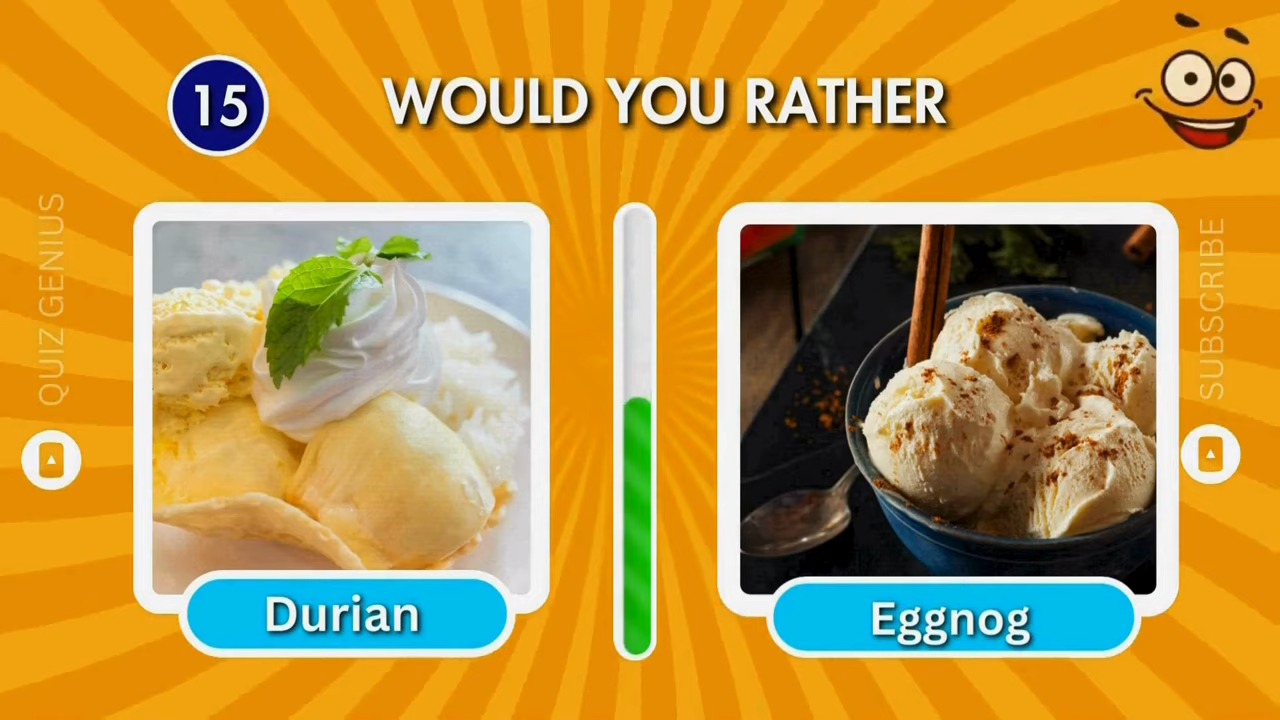 15
WOULD YOU RATHER
QUIZ GENIUS
SUBSCRIBE
Durian
Eggnog